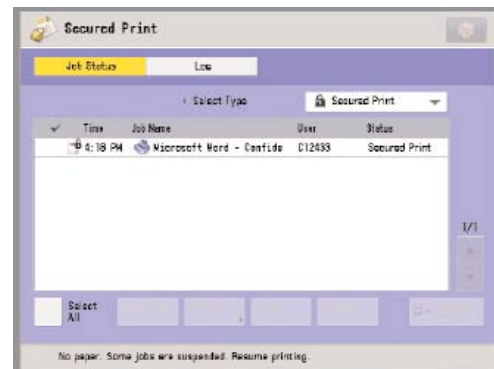 Secured Print
Job Status Log
Select Type Secured Print
Time Job Name User Status
4:18 PM Microsoft Word - Confide C12433 Secured Print
1/1
Select
All
No paper. Some jobs are suspended. Resume printing.